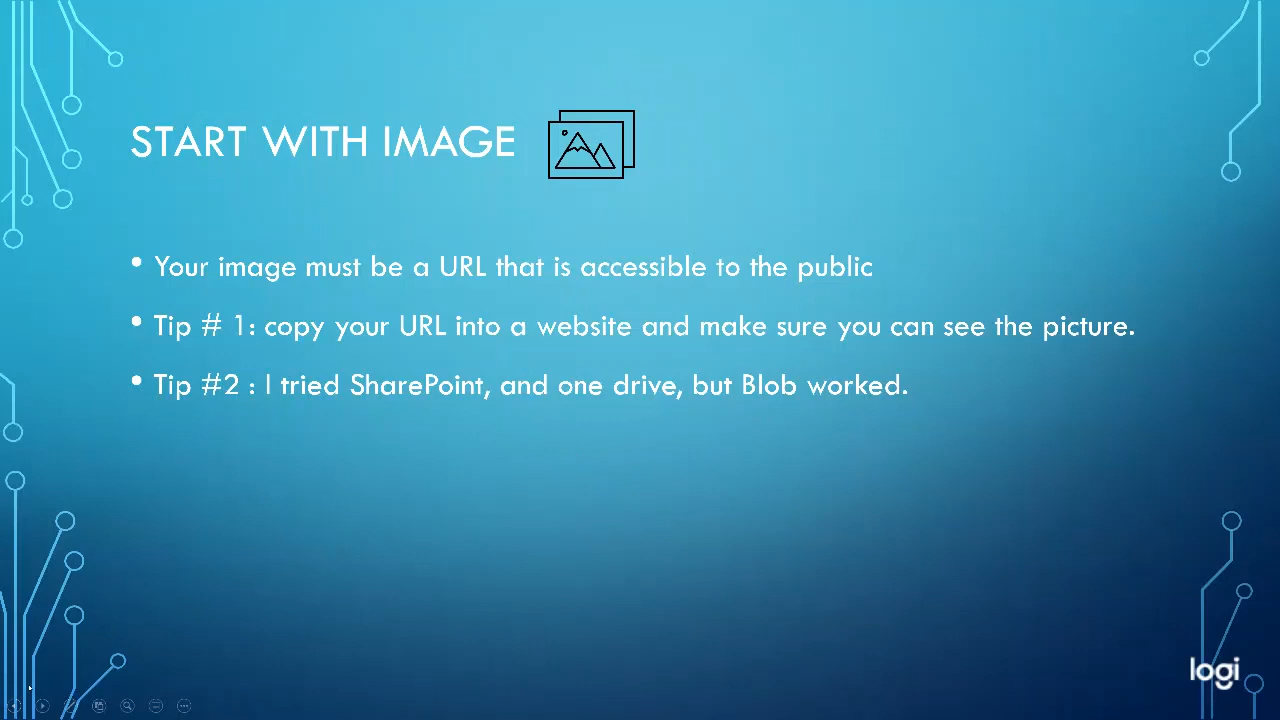 START WITH IMAGE
• Your image must be a URL that is accessible to the public
• Tip # 1: copy your URL into a website and make sure you can see the picture.
• Tip #2 : I tried SharePoint, and one drive, but Blob worked.
logi